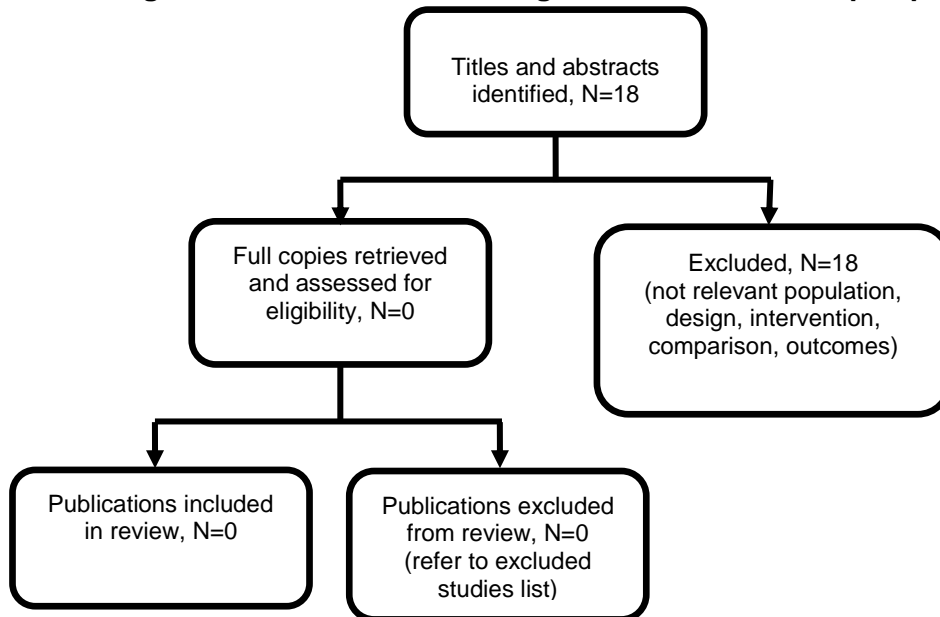 Titles and abstracts
identified, N=18
Full copies retrieved
and assessed for
eligibility, N=0
Excluded, N=18
(not relevant population,
design, intervention,
comparison, outcomes)
Publications included
in review, N=0
Publications excluded
from review, N=0
(refer to excluded
studies list)